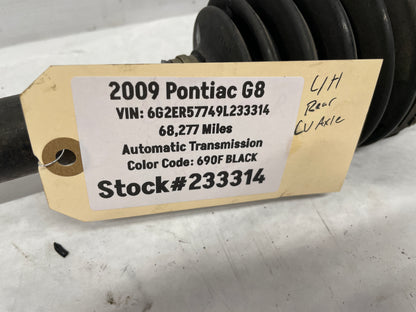 2009 Pontiac G8
VIN: 6G2ER57749L233314
68,277 Miles
Automatic Transmission
Color Code: 690F BLACK
Stock#233314
L/H
Rear
CV Axle